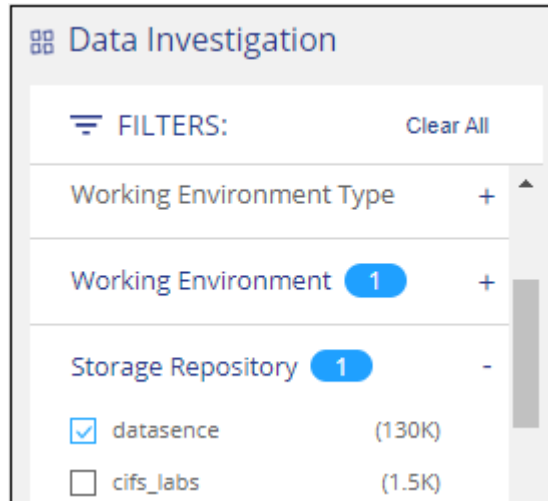 Data Investigation
FILTERS: Clear All
Working Environment Type +
Working Environment 1 +
Storage Repository 1 -
datasence (130K)
cifs_labs (1.5K)